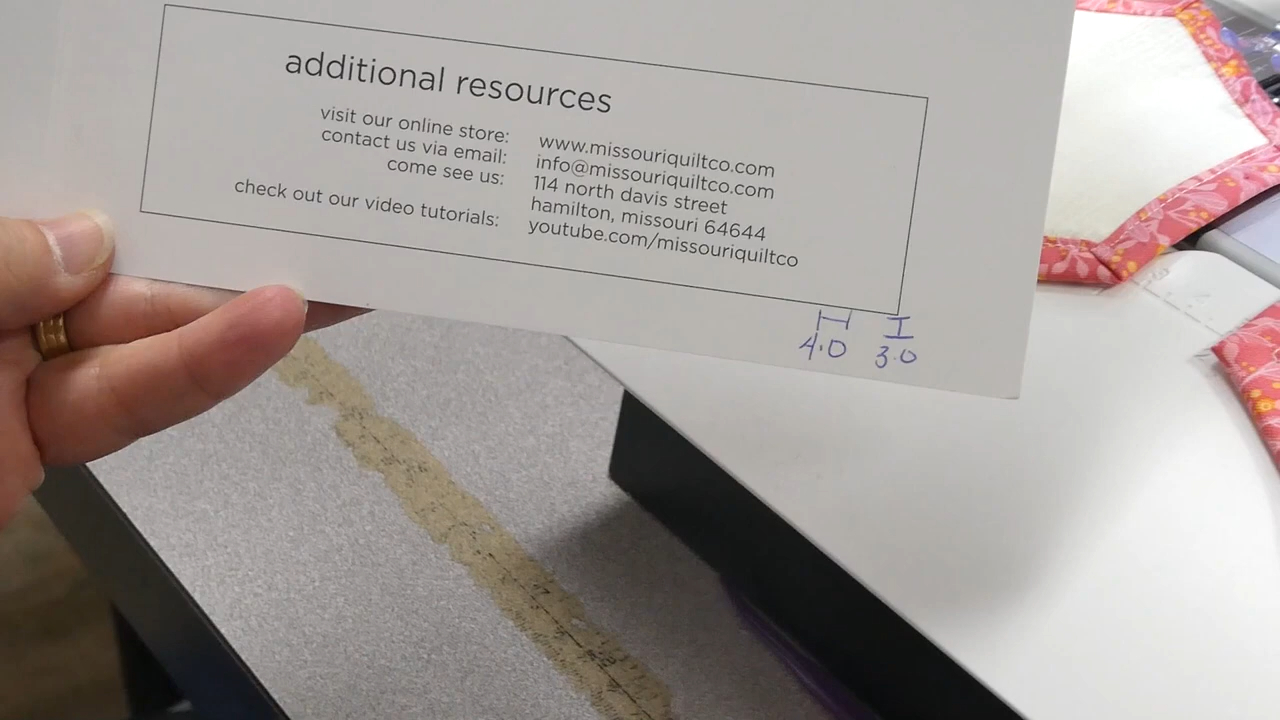 additional resources
visit our online store: www.missouriquiltco.com
contact us via email: info@missouriquiltco.com
come see us: 114 north davis street
hamilton, missouri 64644
check out our video tutorials: youtube.com/missouriquiltco
4.0 3.0